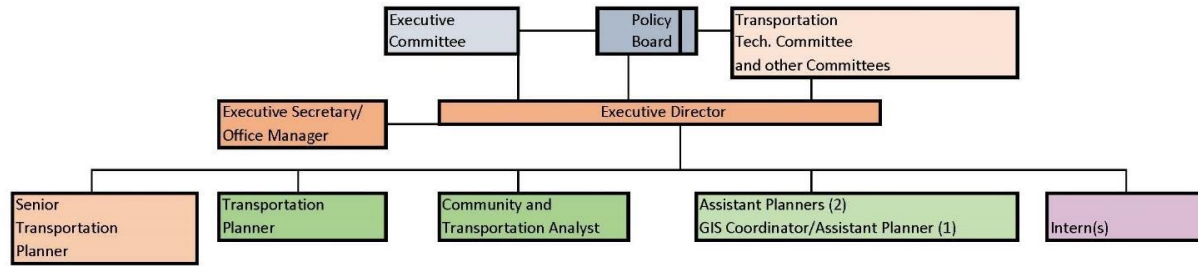 Executive
Committee
Policy
Board
Transportation
Tech. Committee
and other Committees
Executive Secretary/
Office Manager
Executive Director
Senior
Transportation
Planner
Transportation
Planner
Community and
Transportation Analyst
Assistant Planners (2)
GIS Coordinator/Assistant Planner (1)
Intern(s)